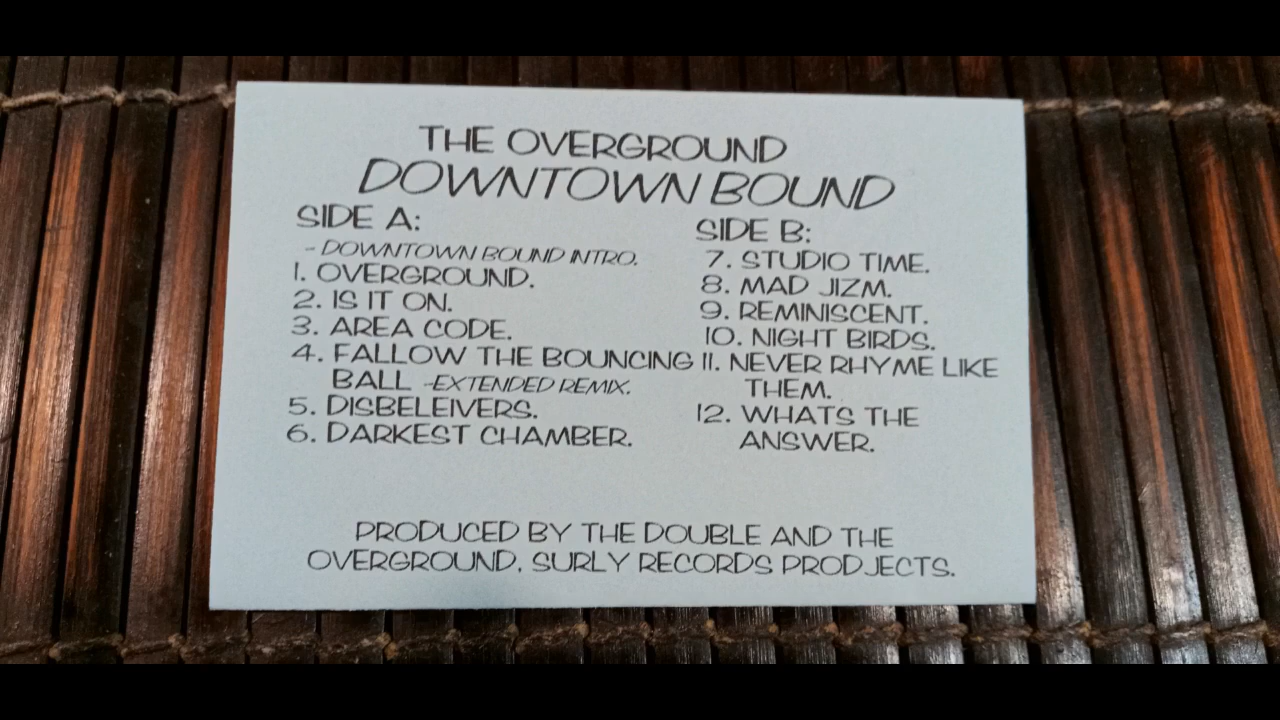 THE OVERGROUND
DOWNTOWN BOUND
SIDE A:
- DOWNTOWN BOUND INTRO.
1. OVERGROUND.
2. IS IT ON.
3. AREA CODE.
4. FALLOW THE BOUNCING
BALL -EXTENDED REMIX.
5. DISBELEIVERS.
6. DARKEST CHAMBER.
SIDE B:
7. STUDIO TIME.
8. MAD JIZM.
9. REMINISCENT.
10. NIGHT BIRDS.
11. NEVER RHYME LIKE
THEM.
12. WHATS THE
ANSWER.
PRODUCED BY THE DOUBLE AND THE
OVERGROUND, SURLY RECORDS PRODJECTS.